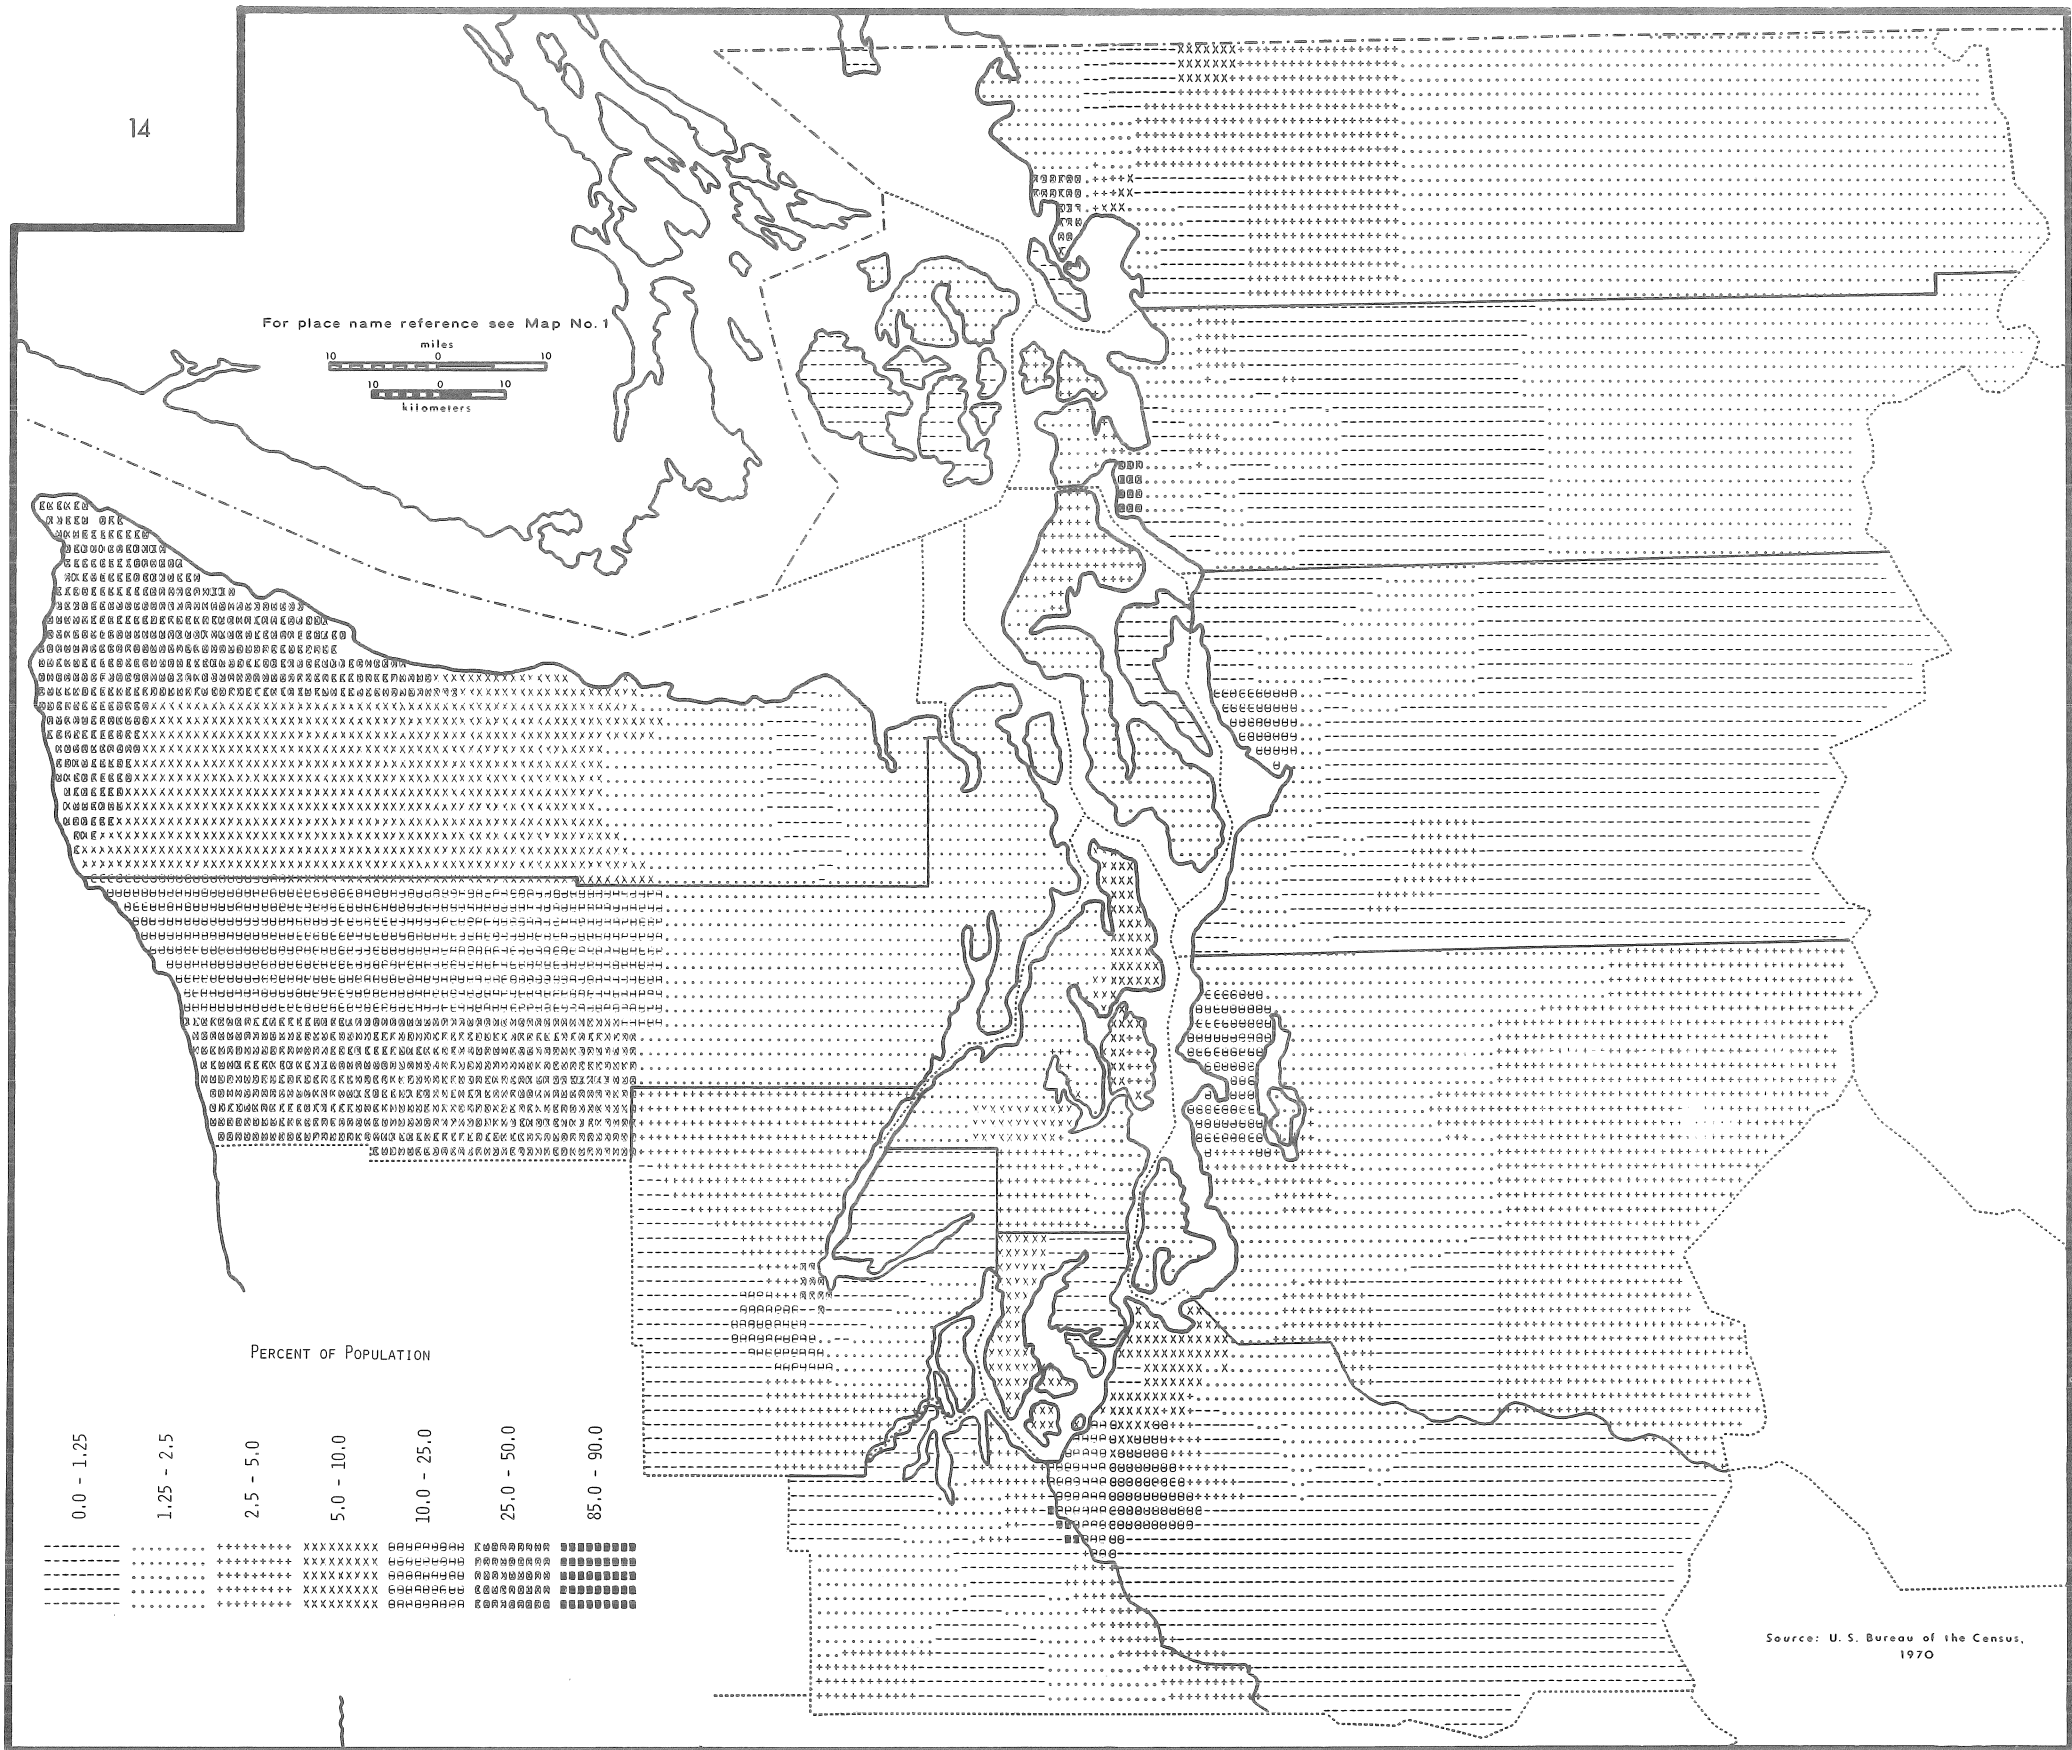 14
For place name reference see Map No. 1
miles
10 0 10
10 0 10
kilometers
PERCENT OF POPULATION
0.0 - 1.25
1.25 - 2.5
2.5 - 5.0
5.0 - 10.0
10.0 - 25.0
25.0 - 50.0
85.0 - 90.0
Source: U. S. Bureau of the Census,
1970